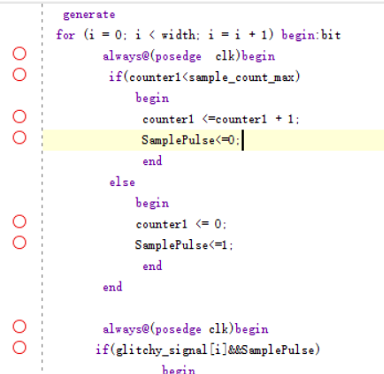 generate
for (i = 0; i < width; i = i + 1) begin:bit
always@(posedge clk)begin
if(counter1<sample_count_max)
begin
counter1 <=counter1 + 1;
SamplePulse<=0;
end
else
begin
counter1 <= 0;
SamplePulse<=1;
end
end
always@(posedge clk)begin
if(glitchy_signal[i]&&SamplePulse)
begin